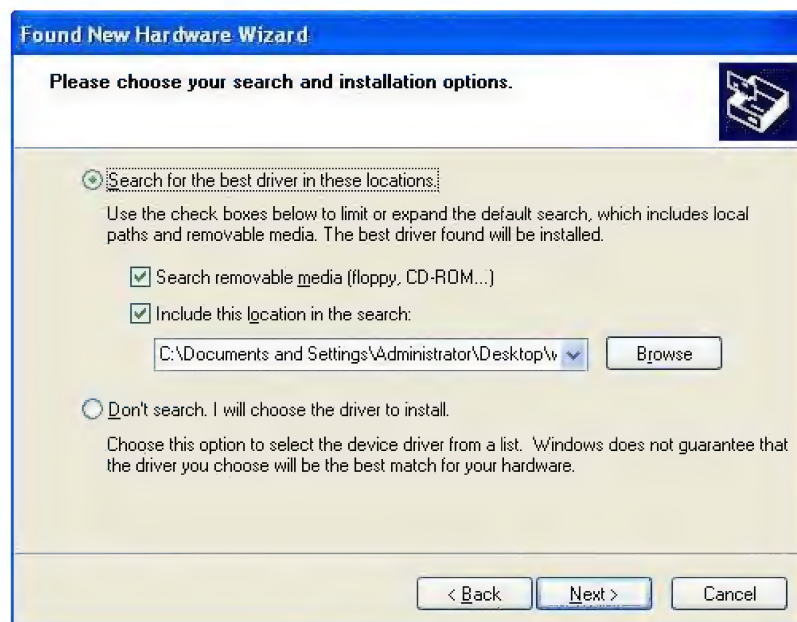 Found New Hardware Wizard
Please choose your search and installation options.
Search for the best driver in these locations.
Use the check boxes below to limit or expand the default search, which includes local
paths and removable media. The best driver found will be installed.
Search removable media (floppy, CD-ROM...)
Include this location in the search:
C:\Documents and Settings\Administrator\Desktop\w
Browse
Don't search. I will choose the driver to install.
Choose this option to select the device driver from a list. Windows does not guarantee that
the driver you choose will be the best match for your hardware.
< Back Next > Cancel